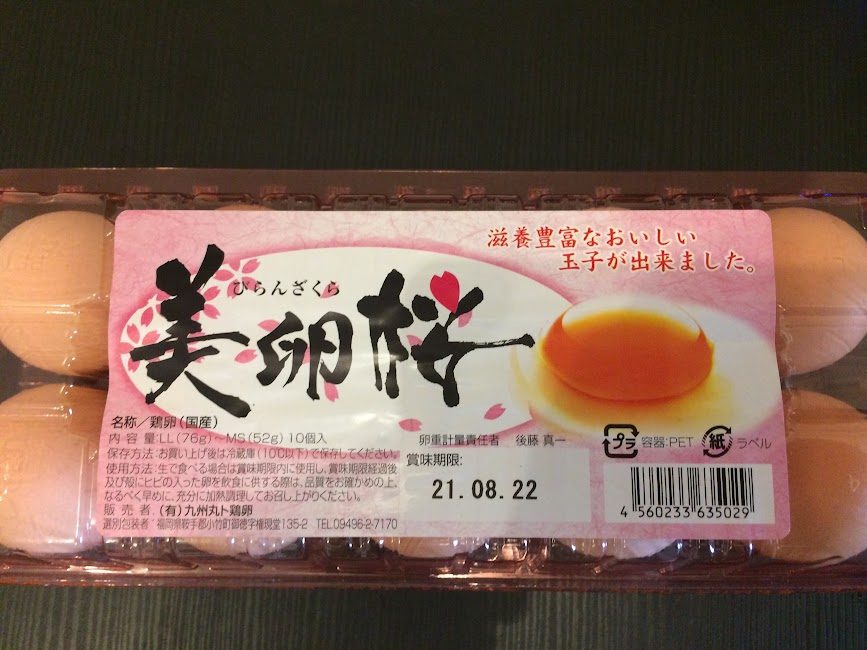 滋養豊富なおいしい
玉子が出来ました。
びらんざくら
美卵桜
名称／鶏卵（国産）
内容量:LL(76g)～MS(52g) 10個入
保存方法:お買い上げ後は冷蔵庫(10℃以下)で保存してください。
使用方法:生で食べる場合は賞味期限内に使用し、賞味期限経過後
及び殻にヒビの入った卵を飲食に供する際は、品質をお確かめの上、
なるべく早めに、充分に加熱調理してお召し上がりください。
販売者 （有）九州丸ト鶏卵
選別包装者 福岡県鞍手郡小竹町御徳字権現堂135-2 TEL09496-2-7170
卵重計量責任者 後藤 真一
賞味期限:
21.08.22
プラ 容器:PET 紙 ラベル
4 560233 635029